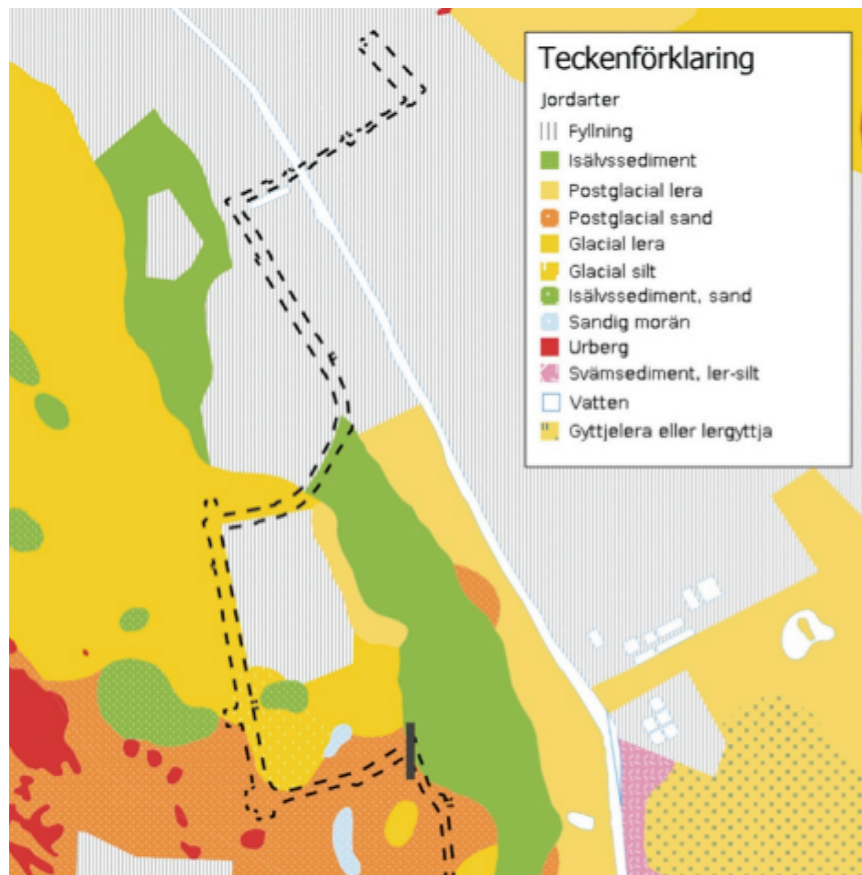 Teckenförklaring
Jordarter
Fyllning
Isälvssediment
Postglacial lera
Postglacial sand
Glacial lera
Glacial silt
Isälvssediment, sand
Sandig morän
Urberg
Svämsediment, ler-silt
Vatten
Gyttjelera eller lergyttja